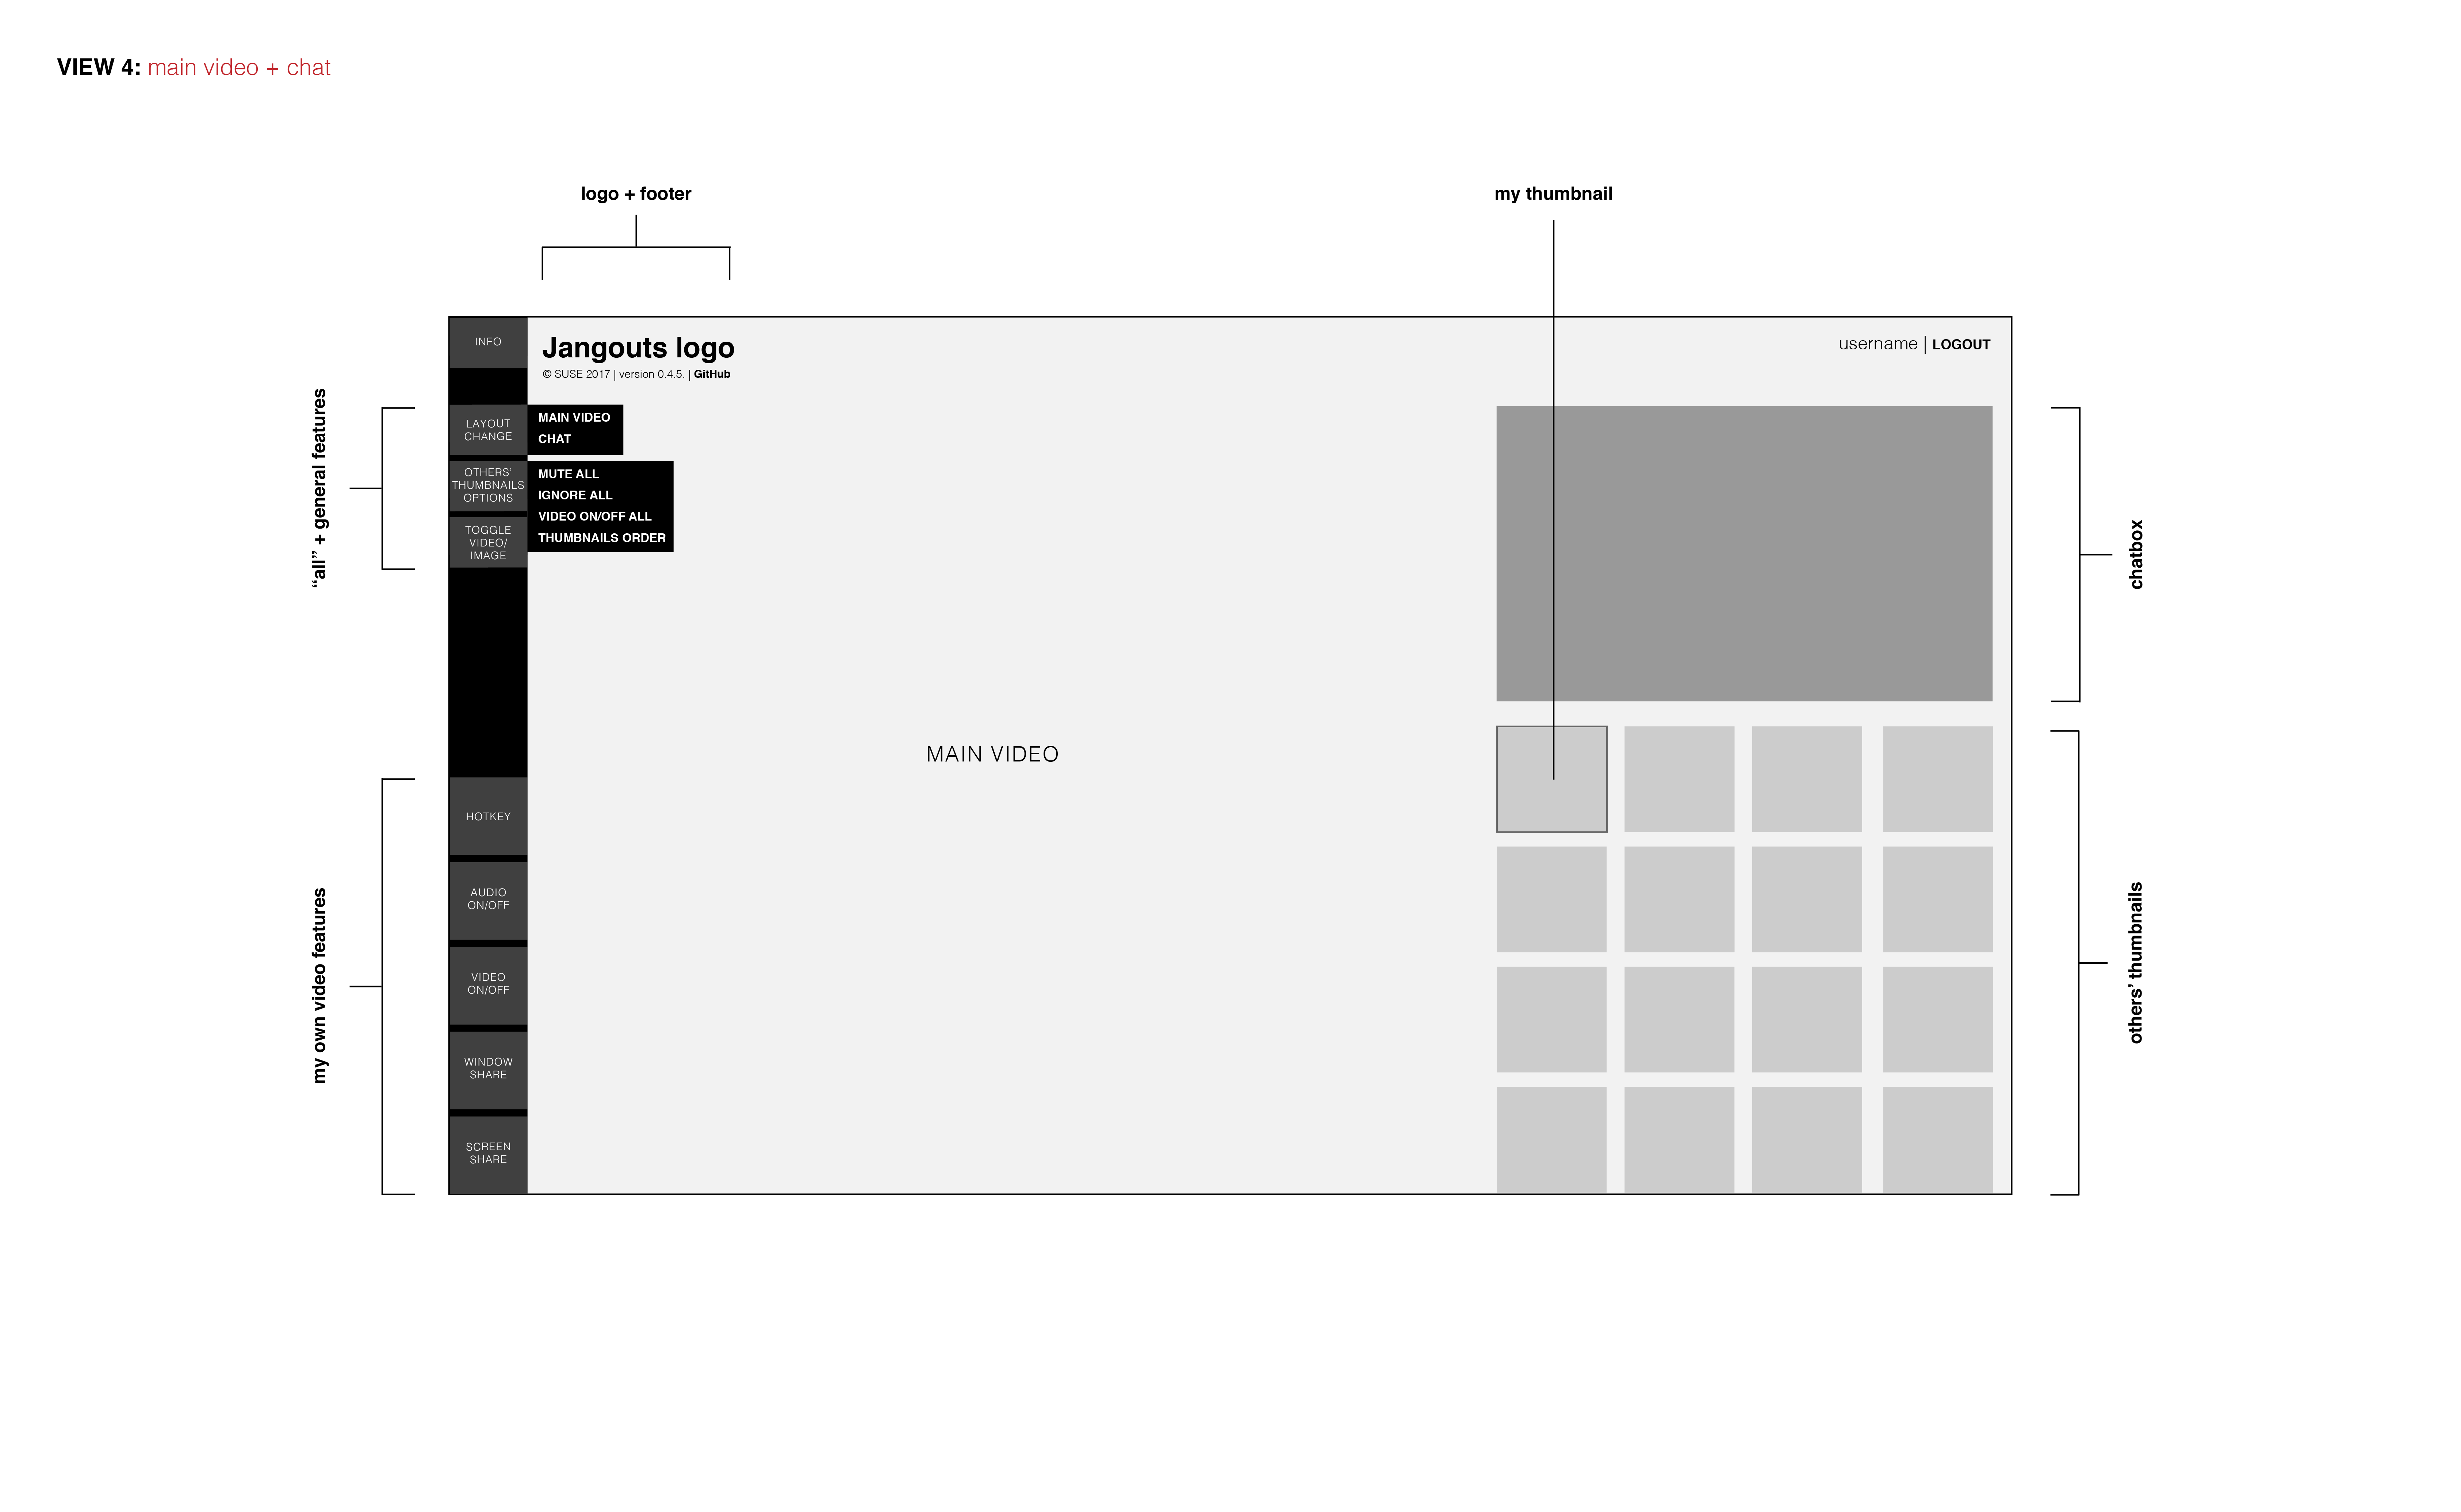 VIEW 4: main video + chat
logo + footer
my thumbnail
INFO
Jangouts logo
© SUSE 2017 | version 0.4.5. | GitHub
username | LOGOUT
“all” + general features
LAYOUT
CHANGE
MAIN VIDEO
CHAT
OTHERS’
THUMBNAILS
OPTIONS
MUTE ALL
IGNORE ALL
VIDEO ON/OFF ALL
THUMBNAILS ORDER
TOGGLE
VIDEO/
IMAGE
chatbox
MAIN VIDEO
my own video features
HOTKEY
AUDIO
ON/OFF
VIDEO
ON/OFF
WINDOW
SHARE
SCREEN
SHARE
others’ thumbnails